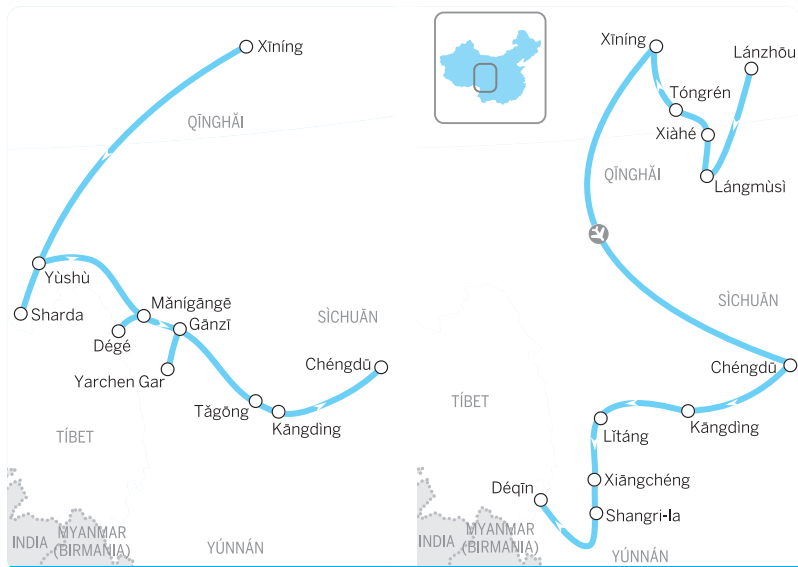 Xīníng
QĪNGHǍI
Yùshù
Sharda
Mǎnígāngē
Gānzī
Dégé
Yarchen Gar
SÌCHUĀN
Chéngdū
Tǎgōng
Kāngdìng
TÍBET
INDIA
MYANMAR
(BIRMANIA)
YÚNNÁN
Xīníng
Lánzhōu
Tóngrén
Xiàhé
QĪNGHǍI
Lángmùsì
SÌCHUĀN
Chéngdū
TÍBET
Kāngdìng
Lǐtáng
Xiāngchéng
Déqīn
Shangri-la
INDIA
MYANMAR
(BIRMANIA)
YÚNNÁN